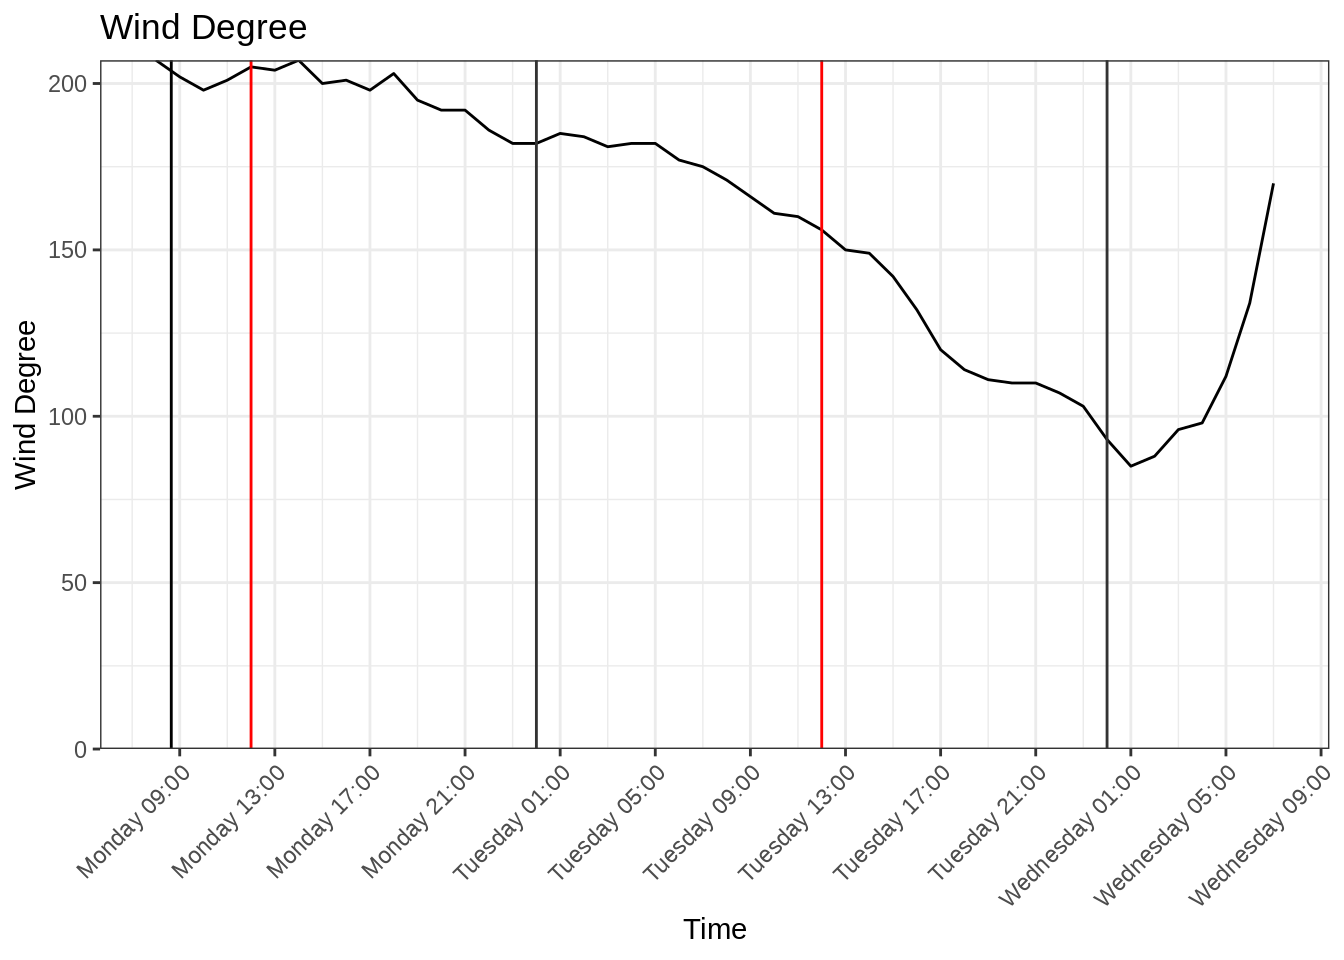 Wind Degree
Wind Degree
200
150
100
50
0
Monday 09:00
Monday 13:00
Monday 17:00
Monday 21:00
Tuesday 01:00
Tuesday 05:00
Tuesday 09:00
Tuesday 13:00
Tuesday 17:00
Tuesday 21:00
Wednesday 01:00
Wednesday 05:00
Wednesday 09:00
Time